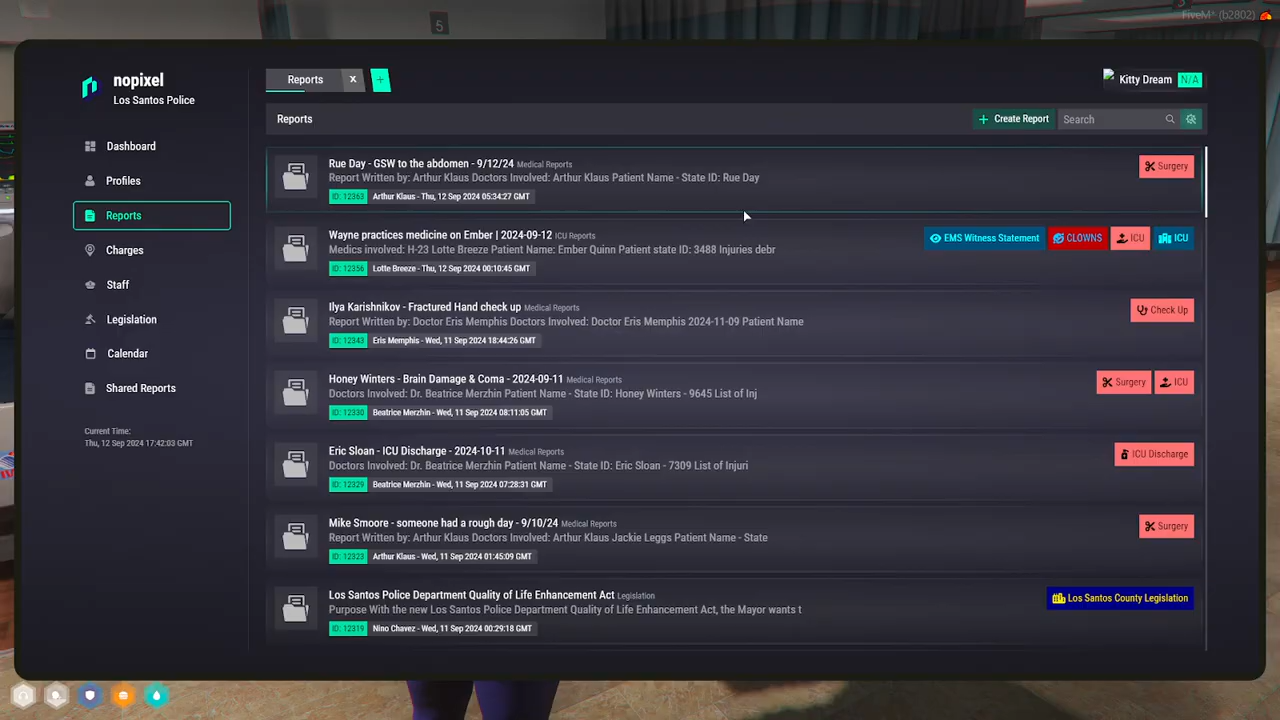 5
FiveM* (b2802)
nopixel
Los Santos Police
Dashboard
Profiles
Reports
Charges
Staff
Legislation
Calendar
Shared Reports
Current Time:
Thu, 12 Sep 2024 17:42:03 GMT
Reports x +
Kitty Dream N/A
Reports
+ Create Report
Search
Rue Day - GSW to the abdomen - 9/12/24 Medical Reports
Report Written by: Arthur Klaus Doctors Involved: Arthur Klaus Patient Name - State ID: Rue Day
ID: 12363 Arthur Klaus - Thu, 12 Sep 2024 05:34:27 GMT
Surgery
Wayne practices medicine on Ember | 2024-09-12 ICU Reports
Medics involved: H-23 Lotte Breeze Patient Name: Ember Quinn Patient state ID: 3488 Injuries debr
ID: 12356 Lotte Breeze - Thu, 12 Sep 2024 00:10:45 GMT
EMS Witness Statement CLOWNS ICU ICU
Ilya Karishnikov - Fractured Hand check up Medical Reports
Report Written by: Doctor Eris Memphis Doctors Involved: Doctor Eris Memphis 2024-11-09 Patient Name
ID: 12343 Eris Memphis - Wed, 11 Sep 2024 18:44:26 GMT
Check Up
Honey Winters - Brain Damage & Coma - 2024-09-11 Medical Reports
Doctors Involved: Dr. Beatrice Merzhin Patient Name - State ID: Honey Winters - 9645 List of Inj
ID: 12330 Beatrice Merzhin - Wed, 11 Sep 2024 08:11:05 GMT
Surgery ICU
Eric Sloan - ICU Discharge - 2024-10-11 Medical Reports
Doctors Involved: Dr. Beatrice Merzhin Patient Name - State ID: Eric Sloan - 7309 List of Injuri
ID: 12329 Beatrice Merzhin - Wed, 11 Sep 2024 07:28:31 GMT
ICU Discharge
Mike Smoore - someone had a rough day - 9/10/24 Medical Reports
Report Written by: Arthur Klaus Doctors Involved: Arthur Klaus Jackie Leggs Patient Name - State
ID: 12323 Arthur Klaus - Wed, 11 Sep 2024 01:45:09 GMT
Surgery
Los Santos Police Department Quality of Life Enhancement Act Legislation
Purpose With the new Los Santos Police Department Quality of Life Enhancement Act, the Mayor wants t
ID: 12319 Nino Chavez - Wed, 11 Sep 2024 00:29:18 GMT
Los Santos County Legislation